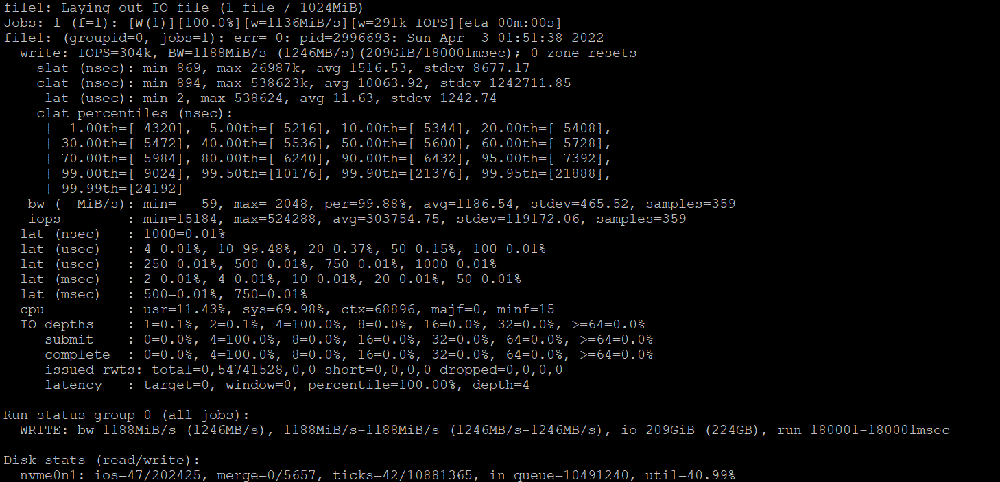 file1: Laying out IO file (1 file / 1024MiB)
Jobs: 1 (f=1): [W(1)][100.0%][w=1136MiB/s][w=291k IOPS][eta 00m:00s]
file1: (groupid=0, jobs=1): err= 0: pid=2996693: Sun Apr  3 01:51:38 2022
  write: IOPS=304k, BW=1188MiB/s (1246MB/s)(209GiB/180001msec); 0 zone resets
    slat (nsec): min=869, max=26987k, avg=1516.53, stdev=8677.17
    clat (nsec): min=894, max=538623k, avg=10063.92, stdev=1242711.85
     lat (usec): min=2, max=538624, avg=11.63, stdev=1242.74
    clat percentiles (nsec):
     |  1.00th=[ 4320],  5.00th=[ 5216], 10.00th=[ 5344], 20.00th=[ 5408],
     | 30.00th=[ 5472], 40.00th=[ 5536], 50.00th=[ 5600], 60.00th=[ 5728],
     | 70.00th=[ 5984], 80.00th=[ 6240], 90.00th=[ 6432], 95.00th=[ 7392],
     | 99.00th=[ 9024], 99.50th=[10176], 99.90th=[21376], 99.95th=[21888],
     | 99.99th=[24192]
   bw (  MiB/s): min=   59, max= 2048, per=99.88%, avg=1186.54, stdev=465.52, samples=359
   iops        : min=15184, max=524288, avg=303754.75, stdev=119172.06, samples=359
  lat (nsec)   : 1000=0.01%
  lat (usec)   : 4=0.01%, 10=99.48%, 20=0.37%, 50=0.15%, 100=0.01%
  lat (usec)   : 250=0.01%, 500=0.01%, 750=0.01%, 1000=0.01%
  lat (msec)   : 2=0.01%, 4=0.01%, 10=0.01%, 20=0.01%, 50=0.01%
  lat (msec)   : 500=0.01%, 750=0.01%
  cpu          : usr=11.43%, sys=69.98%, ctx=68896, majf=0, minf=15
  IO depths    : 1=0.1%, 2=0.1%, 4=100.0%, 8=0.0%, 16=0.0%, 32=0.0%, >=64=0.0%
     submit    : 0=0.0%, 4=100.0%, 8=0.0%, 16=0.0%, 32=0.0%, 64=0.0%, >=64=0.0%
     complete  : 0=0.0%, 4=100.0%, 8=0.0%, 16=0.0%, 32=0.0%, 64=0.0%, >=64=0.0%
     issued rwts: total=0,54741528,0,0 short=0,0,0,0 dropped=0,0,0,0
     latency   : target=0, window=0, percentile=100.00%, depth=4

Run status group 0 (all jobs):
  WRITE: bw=1188MiB/s (1246MB/s), 1188MiB/s-1188MiB/s (1246MB/s-1246MB/s), io=209GiB (224GB), run=180001-180001msec

Disk stats (read/write):
  nvme0n1: ios=47/202425, merge=0/5657, ticks=42/10881365, in_queue=10491240, util=40.99%